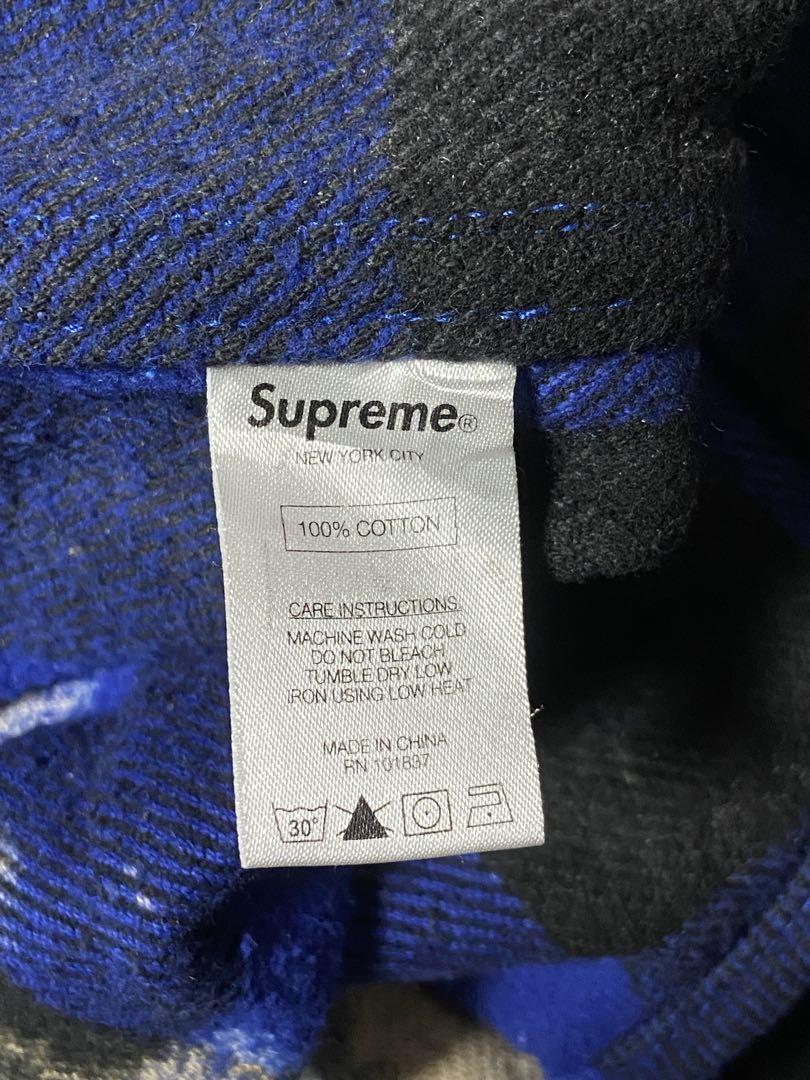 Supreme®
NEW YORK CITY
100% COTTON
CARE INSTRUCTIONS:
MACHINE WASH COLD
DO NOT BLEACH
TUMBLE DRY LOW
IRON USING LOW HEAT
MADE IN CHINA
RN 101837
30°